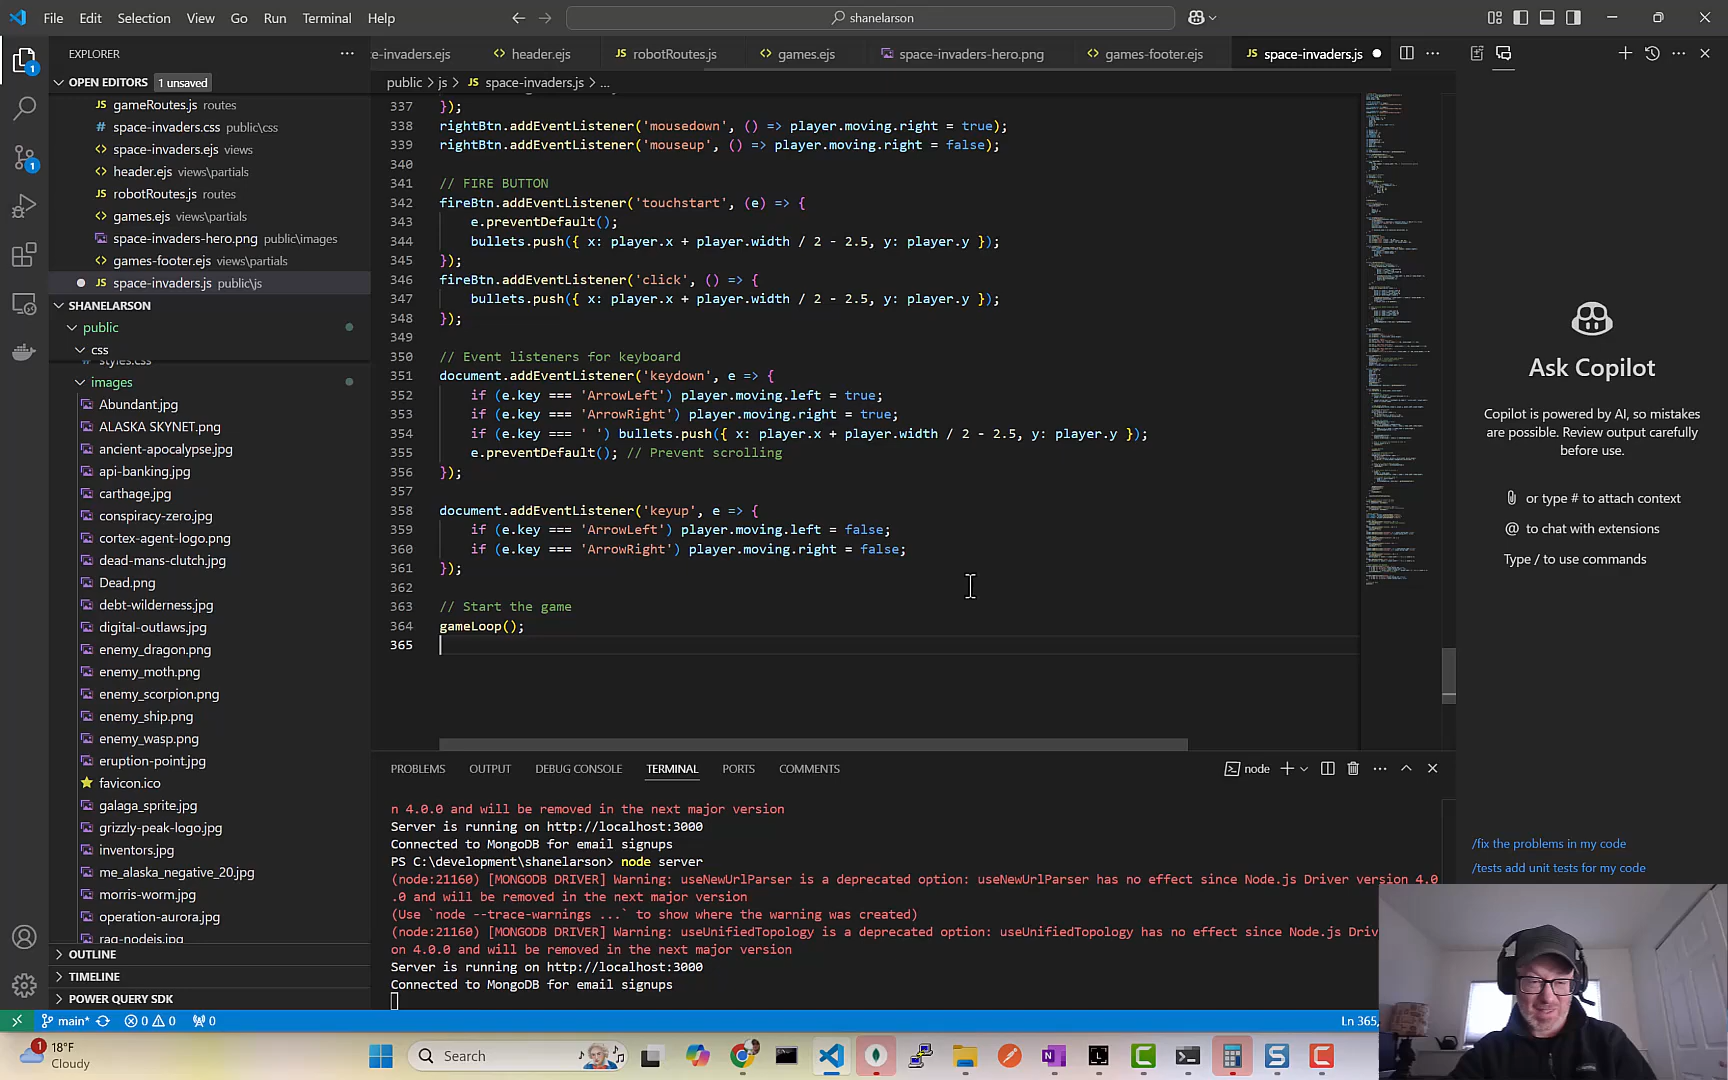 File Edit Selection View Go Run Terminal Help
shanelarson
EXPLORER
e-invaders.ejs
header.ejs
robotRoutes.js
games.ejs
space-invaders-hero.png
games-footer.ejs
space-invaders.js
OPEN EDITORS 1 unsaved
public > js > space-invaders.js > ...
gameRoutes.js routes
space-invaders.css public\css
space-invaders.ejs views
header.ejs views\partials
robotRoutes.js routes
games.ejs views\partials
space-invaders-hero.png public\images
games-footer.ejs views\partials
space-invaders.js public\js
SHANELARSON
public
css
styles.css
images
Abundant.jpg
ALASKA SKYNET.png
ancient-apocalypse.jpg
api-banking.jpg
carthage.jpg
conspiracy-zero.jpg
cortex-agent-logo.png
dead-mans-clutch.jpg
Dead.png
debt-wilderness.jpg
digital-outlaws.jpg
enemy_dragon.png
enemy_moth.png
enemy_scorpion.png
enemy_ship.png
enemy_wasp.png
eruption-point.jpg
favicon.ico
galaga_sprite.jpg
grizzly-peak-logo.jpg
inventors.jpg
me_alaska_negative_20.jpg
morris-worm.jpg
operation-aurora.jpg
rag-nodejs.jpg
OUTLINE
TIMELINE
POWER QUERY SDK
337 });
338 rightBtn.addEventListener('mousedown', () => player.moving.right = true);
339 rightBtn.addEventListener('mouseup', () => player.moving.right = false);
340
341 // FIRE BUTTON
342 fireBtn.addEventListener('touchstart', (e) => {
343 e.preventDefault();
344 bullets.push({ x: player.x + player.width / 2 - 2.5, y: player.y });
345 });
346 fireBtn.addEventListener('click', () => {
347 bullets.push({ x: player.x + player.width / 2 - 2.5, y: player.y });
348 });
349
350 // Event listeners for keyboard
351 document.addEventListener('keydown', e => {
352 if (e.key === 'ArrowLeft') player.moving.left = true;
353 if (e.key === 'ArrowRight') player.moving.right = true;
354 if (e.key === ' ') bullets.push({ x: player.x + player.width / 2 - 2.5, y: player.y });
355 e.preventDefault(); // Prevent scrolling
356 });
357
358 document.addEventListener('keyup', e => {
359 if (e.key === 'ArrowLeft') player.moving.left = false;
360 if (e.key === 'ArrowRight') player.moving.right = false;
361 });
362
363 // Start the game
364 gameLoop();
365
PROBLEMS OUTPUT DEBUG CONSOLE TERMINAL PORTS COMMENTS
node
n 4.0.0 and will be removed in the next major version
Server is running on http://localhost:3000
Connected to MongoDB for email signups
PS C:\development\shanelarson> node server
(node:21160) [MONGODB DRIVER] Warning: useNewUrlParser is a deprecated option: useNewUrlParser has no effect since Node.js Driver version 4.0
.0 and will be removed in the next major version
(Use `node --trace-warnings ...` to show where the warning was created)
(node:21160) [MONGODB DRIVER] Warning: useUnifiedTopology is a deprecated option: useUnifiedTopology has no effect since Node.js Driv
on 4.0.0 and will be removed in the next major version
Server is running on http://localhost:3000
Connected to MongoDB for email signups
Ask Copilot
Copilot is powered by AI, so mistakes
are possible. Review output carefully
before use.
or type # to attach context
@ to chat with extensions
Type / to use commands
/fix the problems in my code
/tests add unit tests for my code
main* 0 0 0
Ln 365,
1
18°F
Cloudy
Search